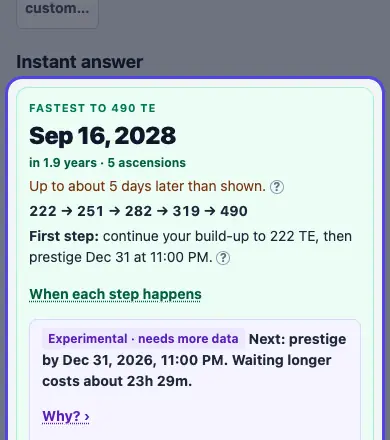 custom...
Instant answer
FASTEST TO 490 TE
Sep 16, 2028
in 1.9 years · 5 ascensions
Up to about 5 days later than shown. ?
222 → 251 → 282 → 319 → 490
First step: continue your build-up to 222 TE, then
prestige Dec 31 at 11:00 PM. ?
When each step happens
Experimental · needs more data Next: prestige
by Dec 31, 2026, 11:00 PM. Waiting longer
costs about 23h 29m.
Why? ›